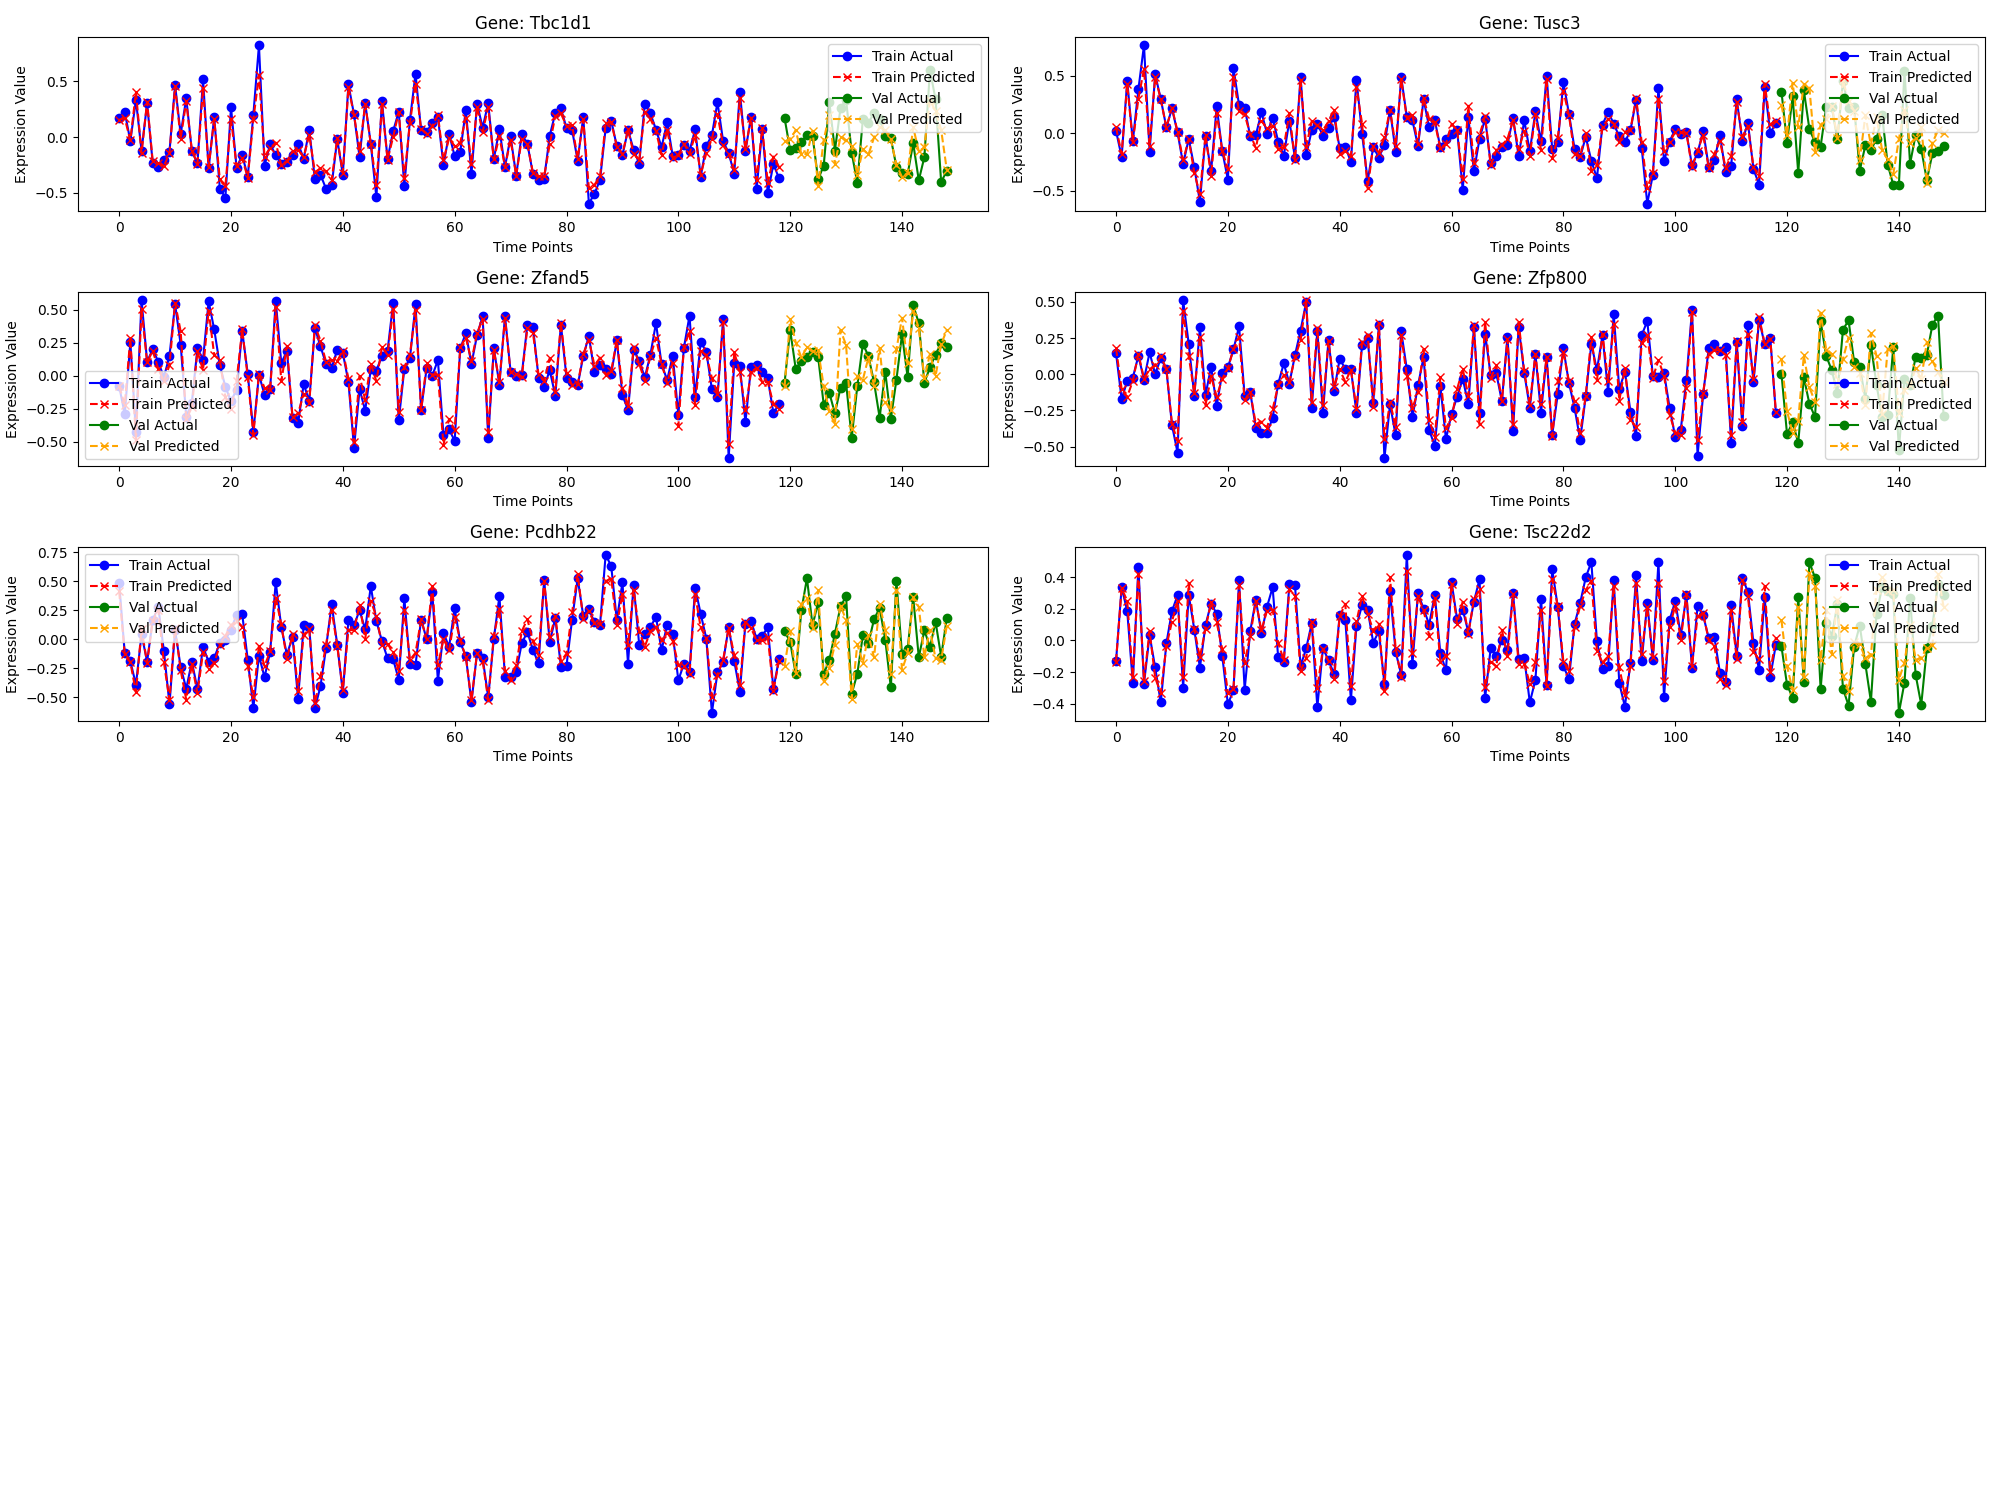 Gene: Tbc1d1
Expression Value
0.5
0.0
−0.5
0 20 40 60 80 100 120 140
Time Points
Train Actual
Train Predicted
Val Actual
Val Predicted
Gene: Tusc3
Expression Value
0.5
0.0
−0.5
0 20 40 60 80 100 120 140
Time Points
Train Actual
Train Predicted
Val Actual
Val Predicted
Gene: Zfand5
Expression Value
0.50
0.25
0.00
−0.25
−0.50
0 20 40 60 80 100 120 140
Time Points
Train Actual
Train Predicted
Val Actual
Val Predicted
Gene: Zfp800
Expression Value
0.50
0.25
0.00
−0.25
−0.50
0 20 40 60 80 100 120 140
Time Points
Train Actual
Train Predicted
Val Actual
Val Predicted
Gene: Pcdhb22
Expression Value
0.75
0.50
0.25
0.00
−0.25
−0.50
0 20 40 60 80 100 120 140
Time Points
Train Actual
Train Predicted
Val Actual
Val Predicted
Gene: Tsc22d2
Expression Value
0.4
0.2
0.0
−0.2
−0.4
0 20 40 60 80 100 120 140
Time Points
Train Actual
Train Predicted
Val Actual
Val Predicted